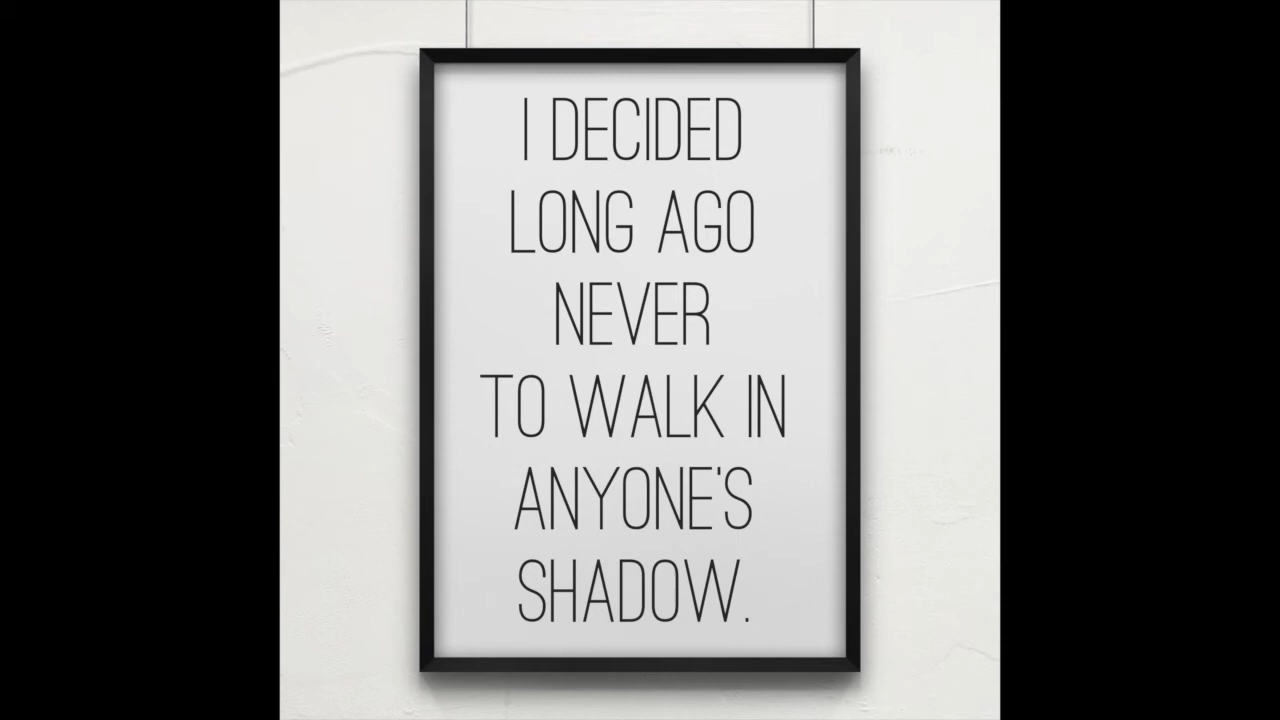 I DECIDED
LONG AGO
NEVER
TO WALK IN
ANYONE'S
SHADOW.